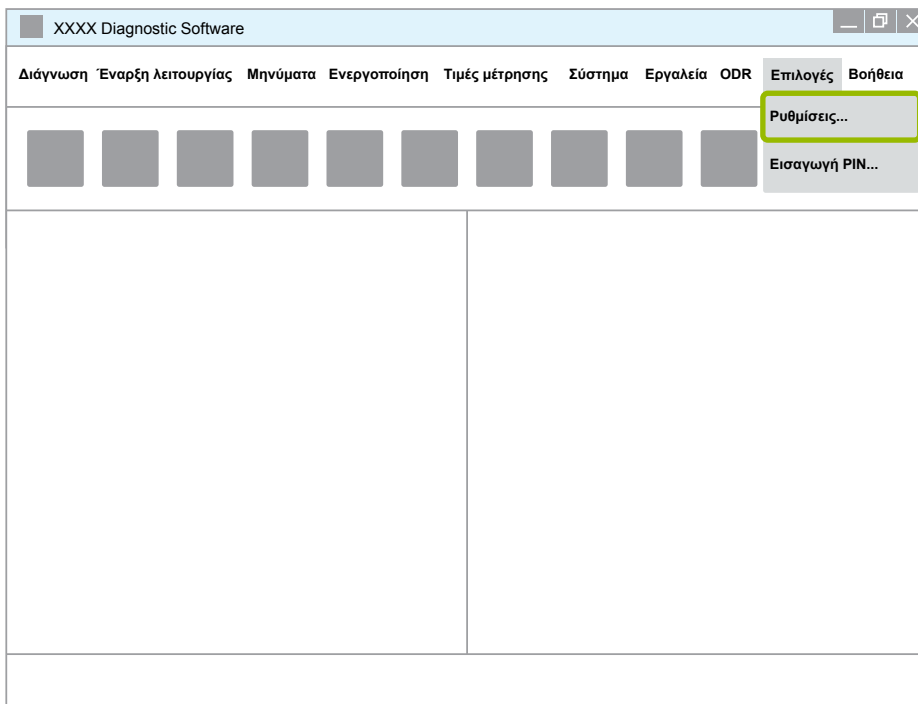 XXXX Diagnostic Software
Διάγνωση Έναρξη λειτουργίας Μηνύματα Ενεργοποίηση Τιμές μέτρησης Σύστημα Εργαλεία ODR Επιλογές Βοήθεια
Ρυθμίσεις...
Εισαγωγή PIN...